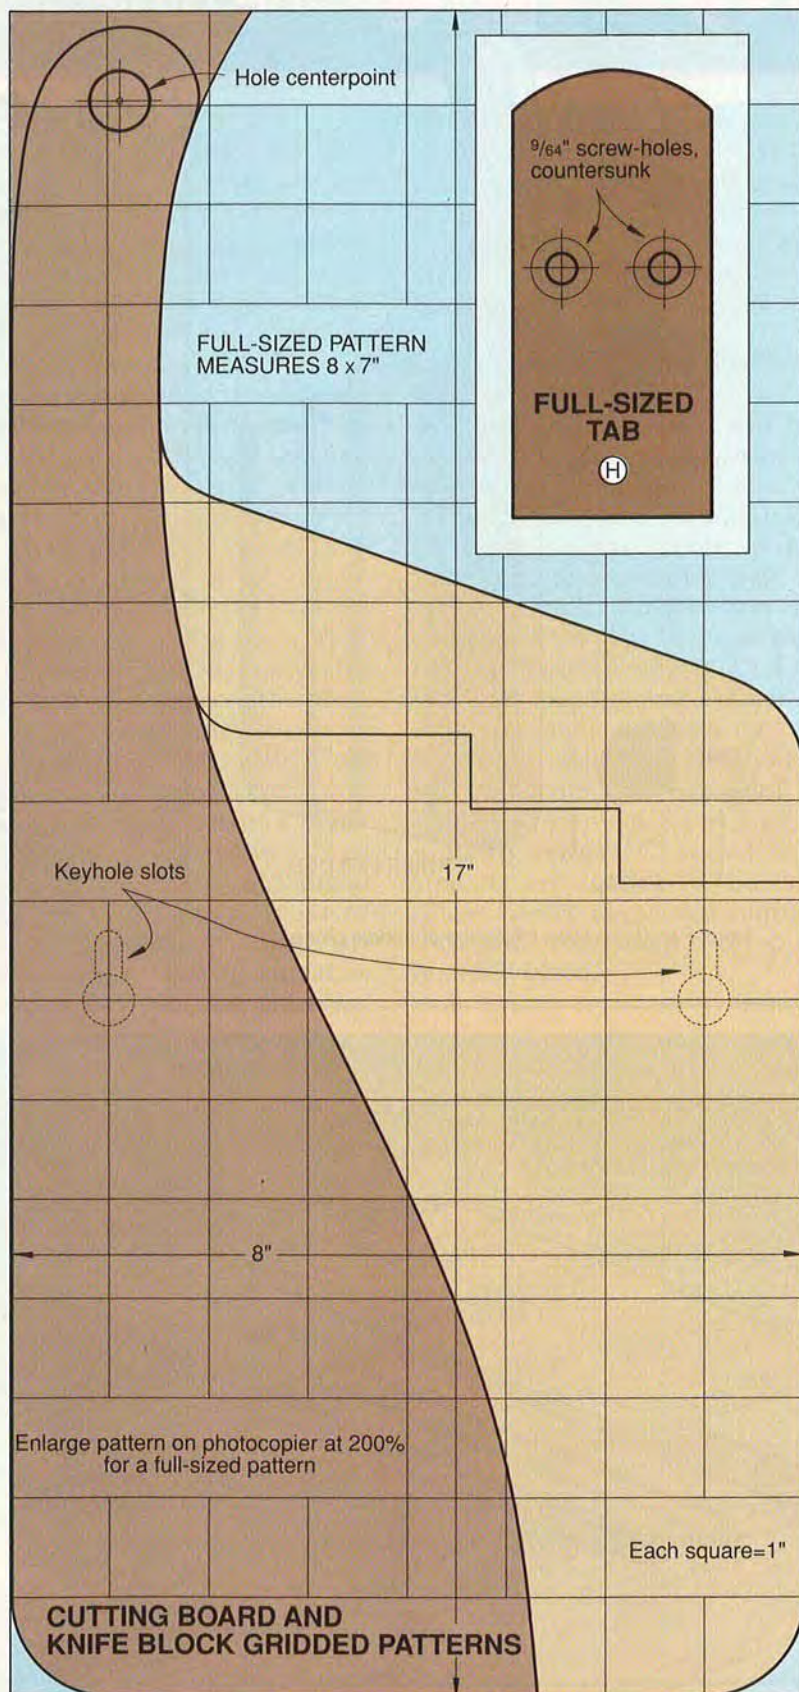 Hole centerpoint
9/64" screw-holes,
countersunk
FULL-SIZED PATTERN
MEASURES 8 x 7"
FULL-SIZED
TAB
H
Keyhole slots
17"
8"
Enlarge pattern on photocopier at 200%
for a full-sized pattern
Each square=1"
CUTTING BOARD AND
KNIFE BLOCK GRIDDED PATTERNS